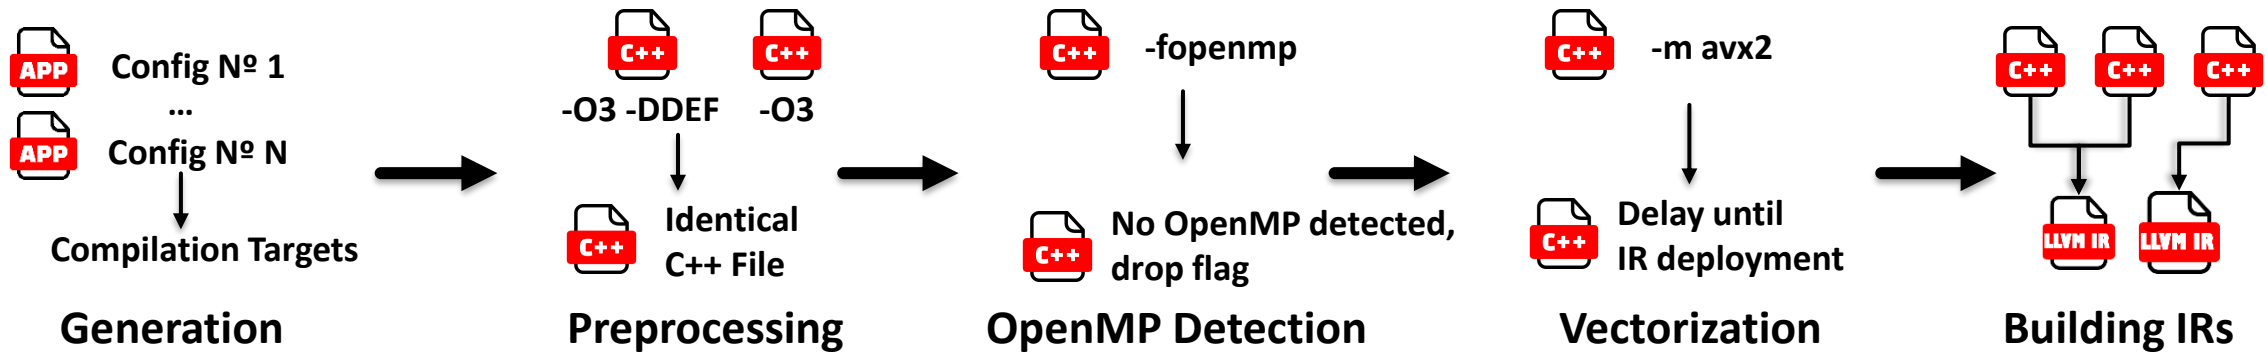 APP
Config Nº 1
...
APP
Config Nº N
Compilation Targets
Generation
C++
C++
-O3 -DDEF
-O3
C++
Identical
C++ File
Preprocessing
C++
-fopenmp
C++
No OpenMP detected,
drop flag
OpenMP Detection
C++
-m avx2
C++
Delay until
IR deployment
Vectorization
C++
C++
C++
LLVM IR
LLVM IR
Building IRs